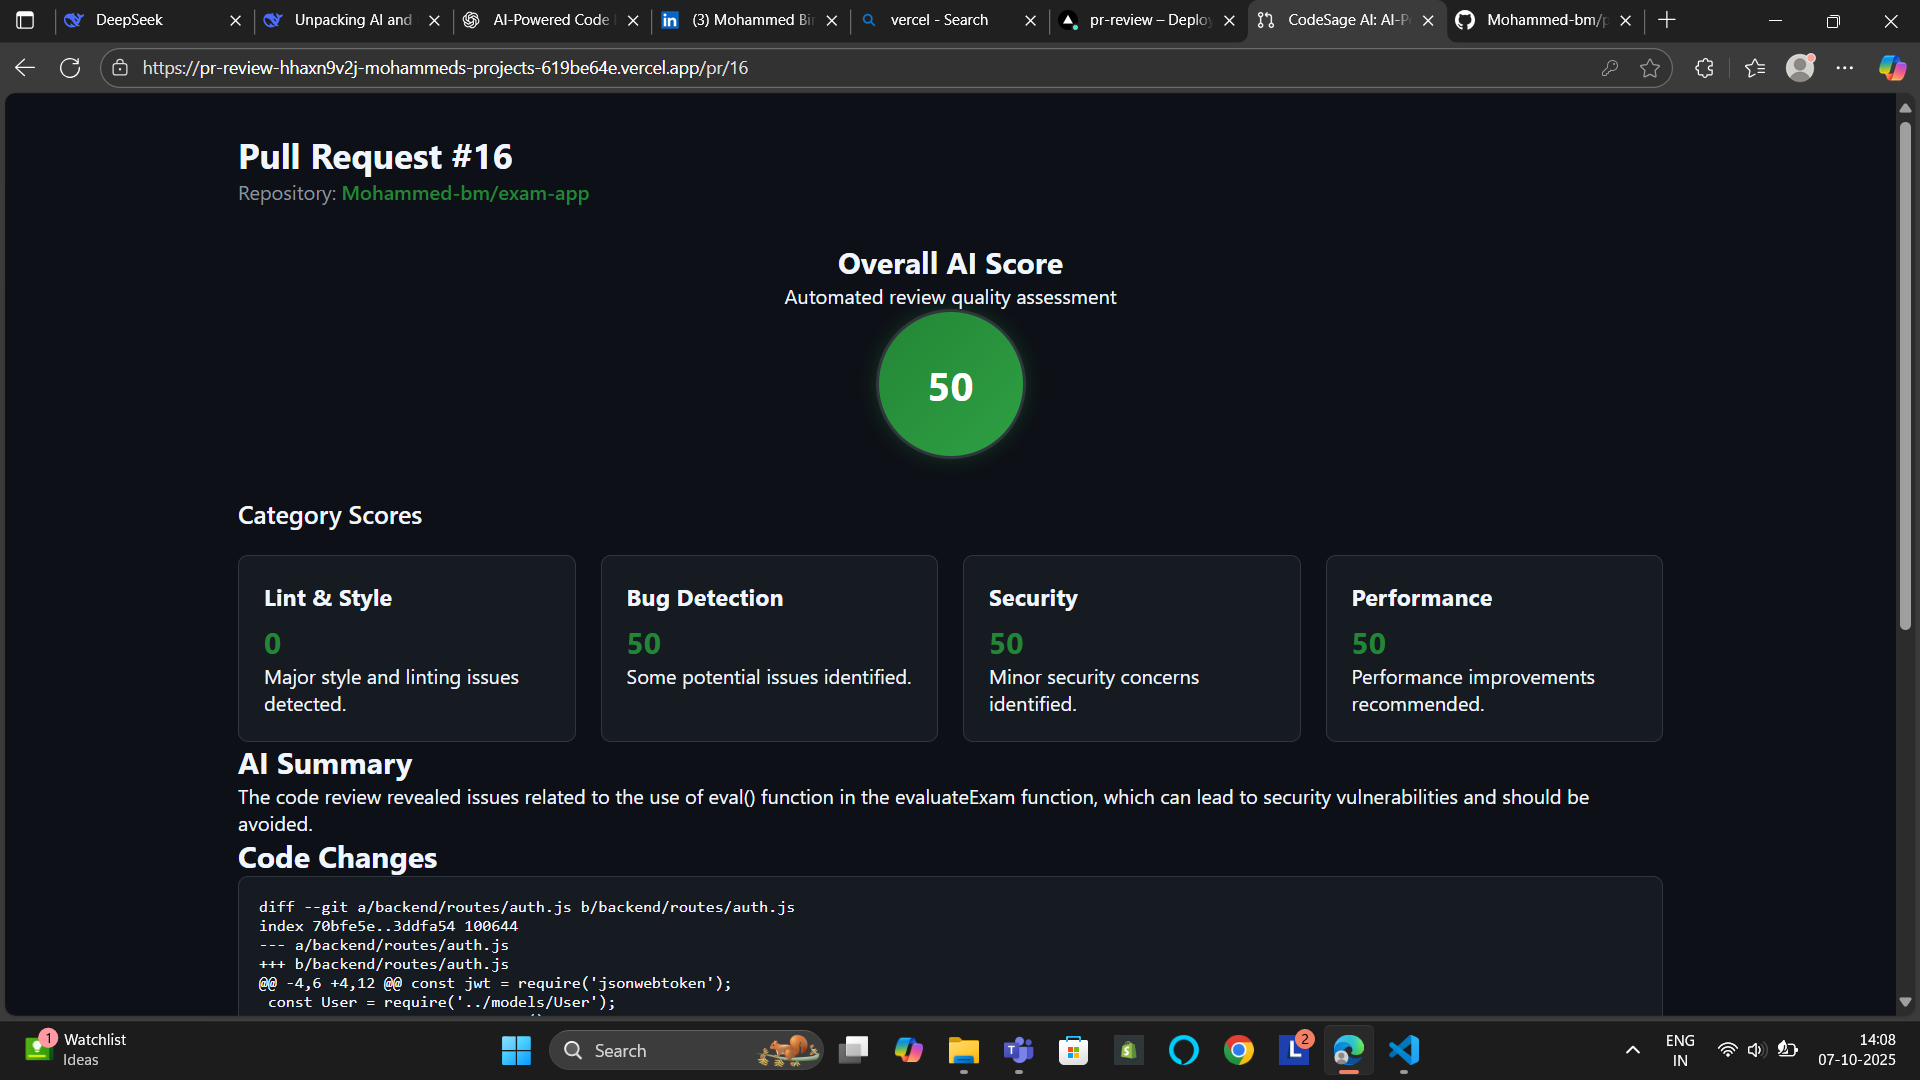 DeepSeek
Unpacking AI and
AI-Powered Code
(3) Mohammed Bi
vercel - Search
pr-review – Deploy
CodeSage AI: AI-P
Mohammed-bm/p
https://pr-review-hhaxn9v2j-mohammeds-projects-619be64e.vercel.app/pr/16
Pull Request #16
Repository: Mohammed-bm/exam-app
Overall AI Score
Automated review quality assessment
50
Category Scores
Lint & Style
0
Major style and linting issues
detected.
Bug Detection
50
Some potential issues identified.
Security
50
Minor security concerns
identified.
Performance
50
Performance improvements
recommended.
AI Summary
The code review revealed issues related to the use of eval() function in the evaluateExam function, which can lead to security vulnerabilities and should be
avoided.
Code Changes
diff --git a/backend/routes/auth.js b/backend/routes/auth.js
index 70bfe5e..3ddfa54 100644
--- a/backend/routes/auth.js
+++ b/backend/routes/auth.js
@@ -4,6 +4,12 @@ const jwt = require('jsonwebtoken');
const User = require('../models/User');
1
Watchlist
Ideas
Search
2
ENG
IN
14:08
07-10-2025